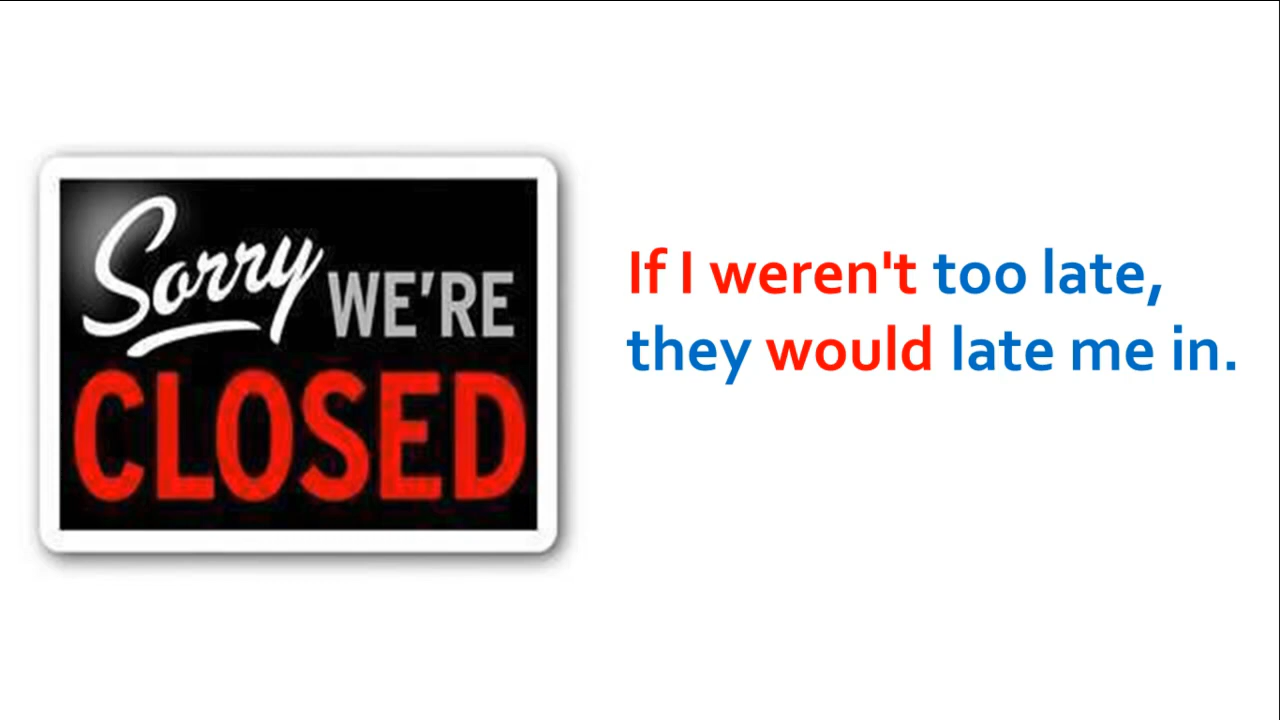 Sorry WE'RE
CLOSED
If I weren't too late,
they would late me in.